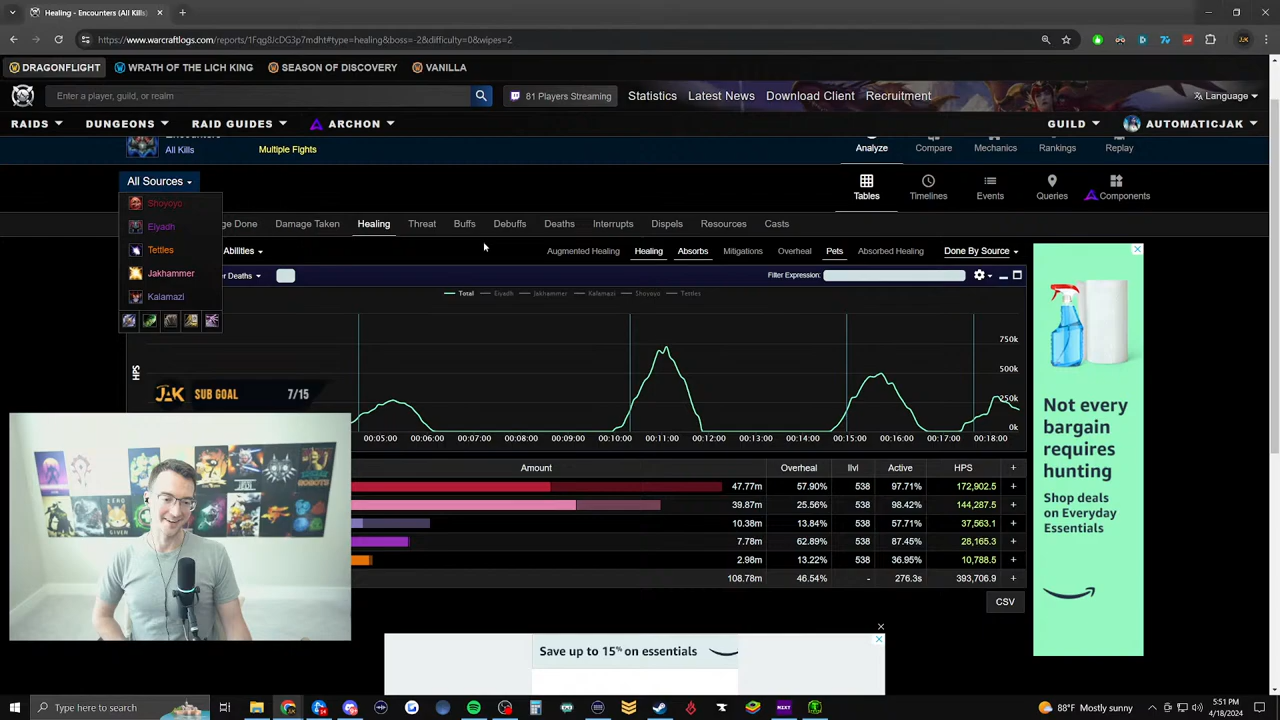 Healing - Encounters (All Kills
https://www.warcraftlogs.com/reports/1Fqg8JcDG3p7mdht#type=healing&boss=-2&difficulty=0&wipes=2
DRAGONFLIGHT WRATH OF THE LICH KING SEASON OF DISCOVERY VANILLA
Enter a player, guild, or realm 81 Players Streaming Statistics Latest News Download Client Recruitment Language
RAIDS DUNGEONS RAID GUIDES ARCHON GUILD AUTOMATICJAK
Encounters
All Kills Multiple Fights Analyze Compare Mechanics Rankings Replay
All Sources Tables Timelines Events Queries Components
Shoyoyo
Elyadh
Tettles
Jakhammer
Kalamazi
ge Done Damage Taken Healing Threat Buffs Debuffs Deaths Interrupts Dispels Resources Casts
Abilities Augmented Healing Healing Absorbs Mitigations Overheal Pets Absorbed Healing Done By Source
er Deaths Filter Expression:
Total Elyadh Jakhammer Kalamazi Shoyoyo Tettles
HPS
750k
500k
250k
0k
00:05:00 00:06:00 00:07:00 00:08:00 00:09:00 00:10:00 00:11:00 00:12:00 00:13:00 00:14:00 00:15:00 00:16:00 00:17:00 00:18:00
JAK SUB GOAL 7/15
Amount Overheal Ilvl Active HPS +
47.77m 57.90% 538 97.71% 172,902.5 +
39.87m 25.56% 538 98.42% 144,287.5 +
10.38m 13.84% 538 57.71% 37,563.1 +
7.78m 62.89% 538 87.45% 28,165.3 +
2.98m 13.22% 538 36.95% 10,788.5 +
108.78m 46.54% - 276.3s 393,706.9 +
CSV
Not every
bargain
requires
hunting
Shop deals
on Everyday
Essentials
Save up to 15% on essentials
Type here to search
88°F Mostly sunny
5:51 PM
4/18/2024